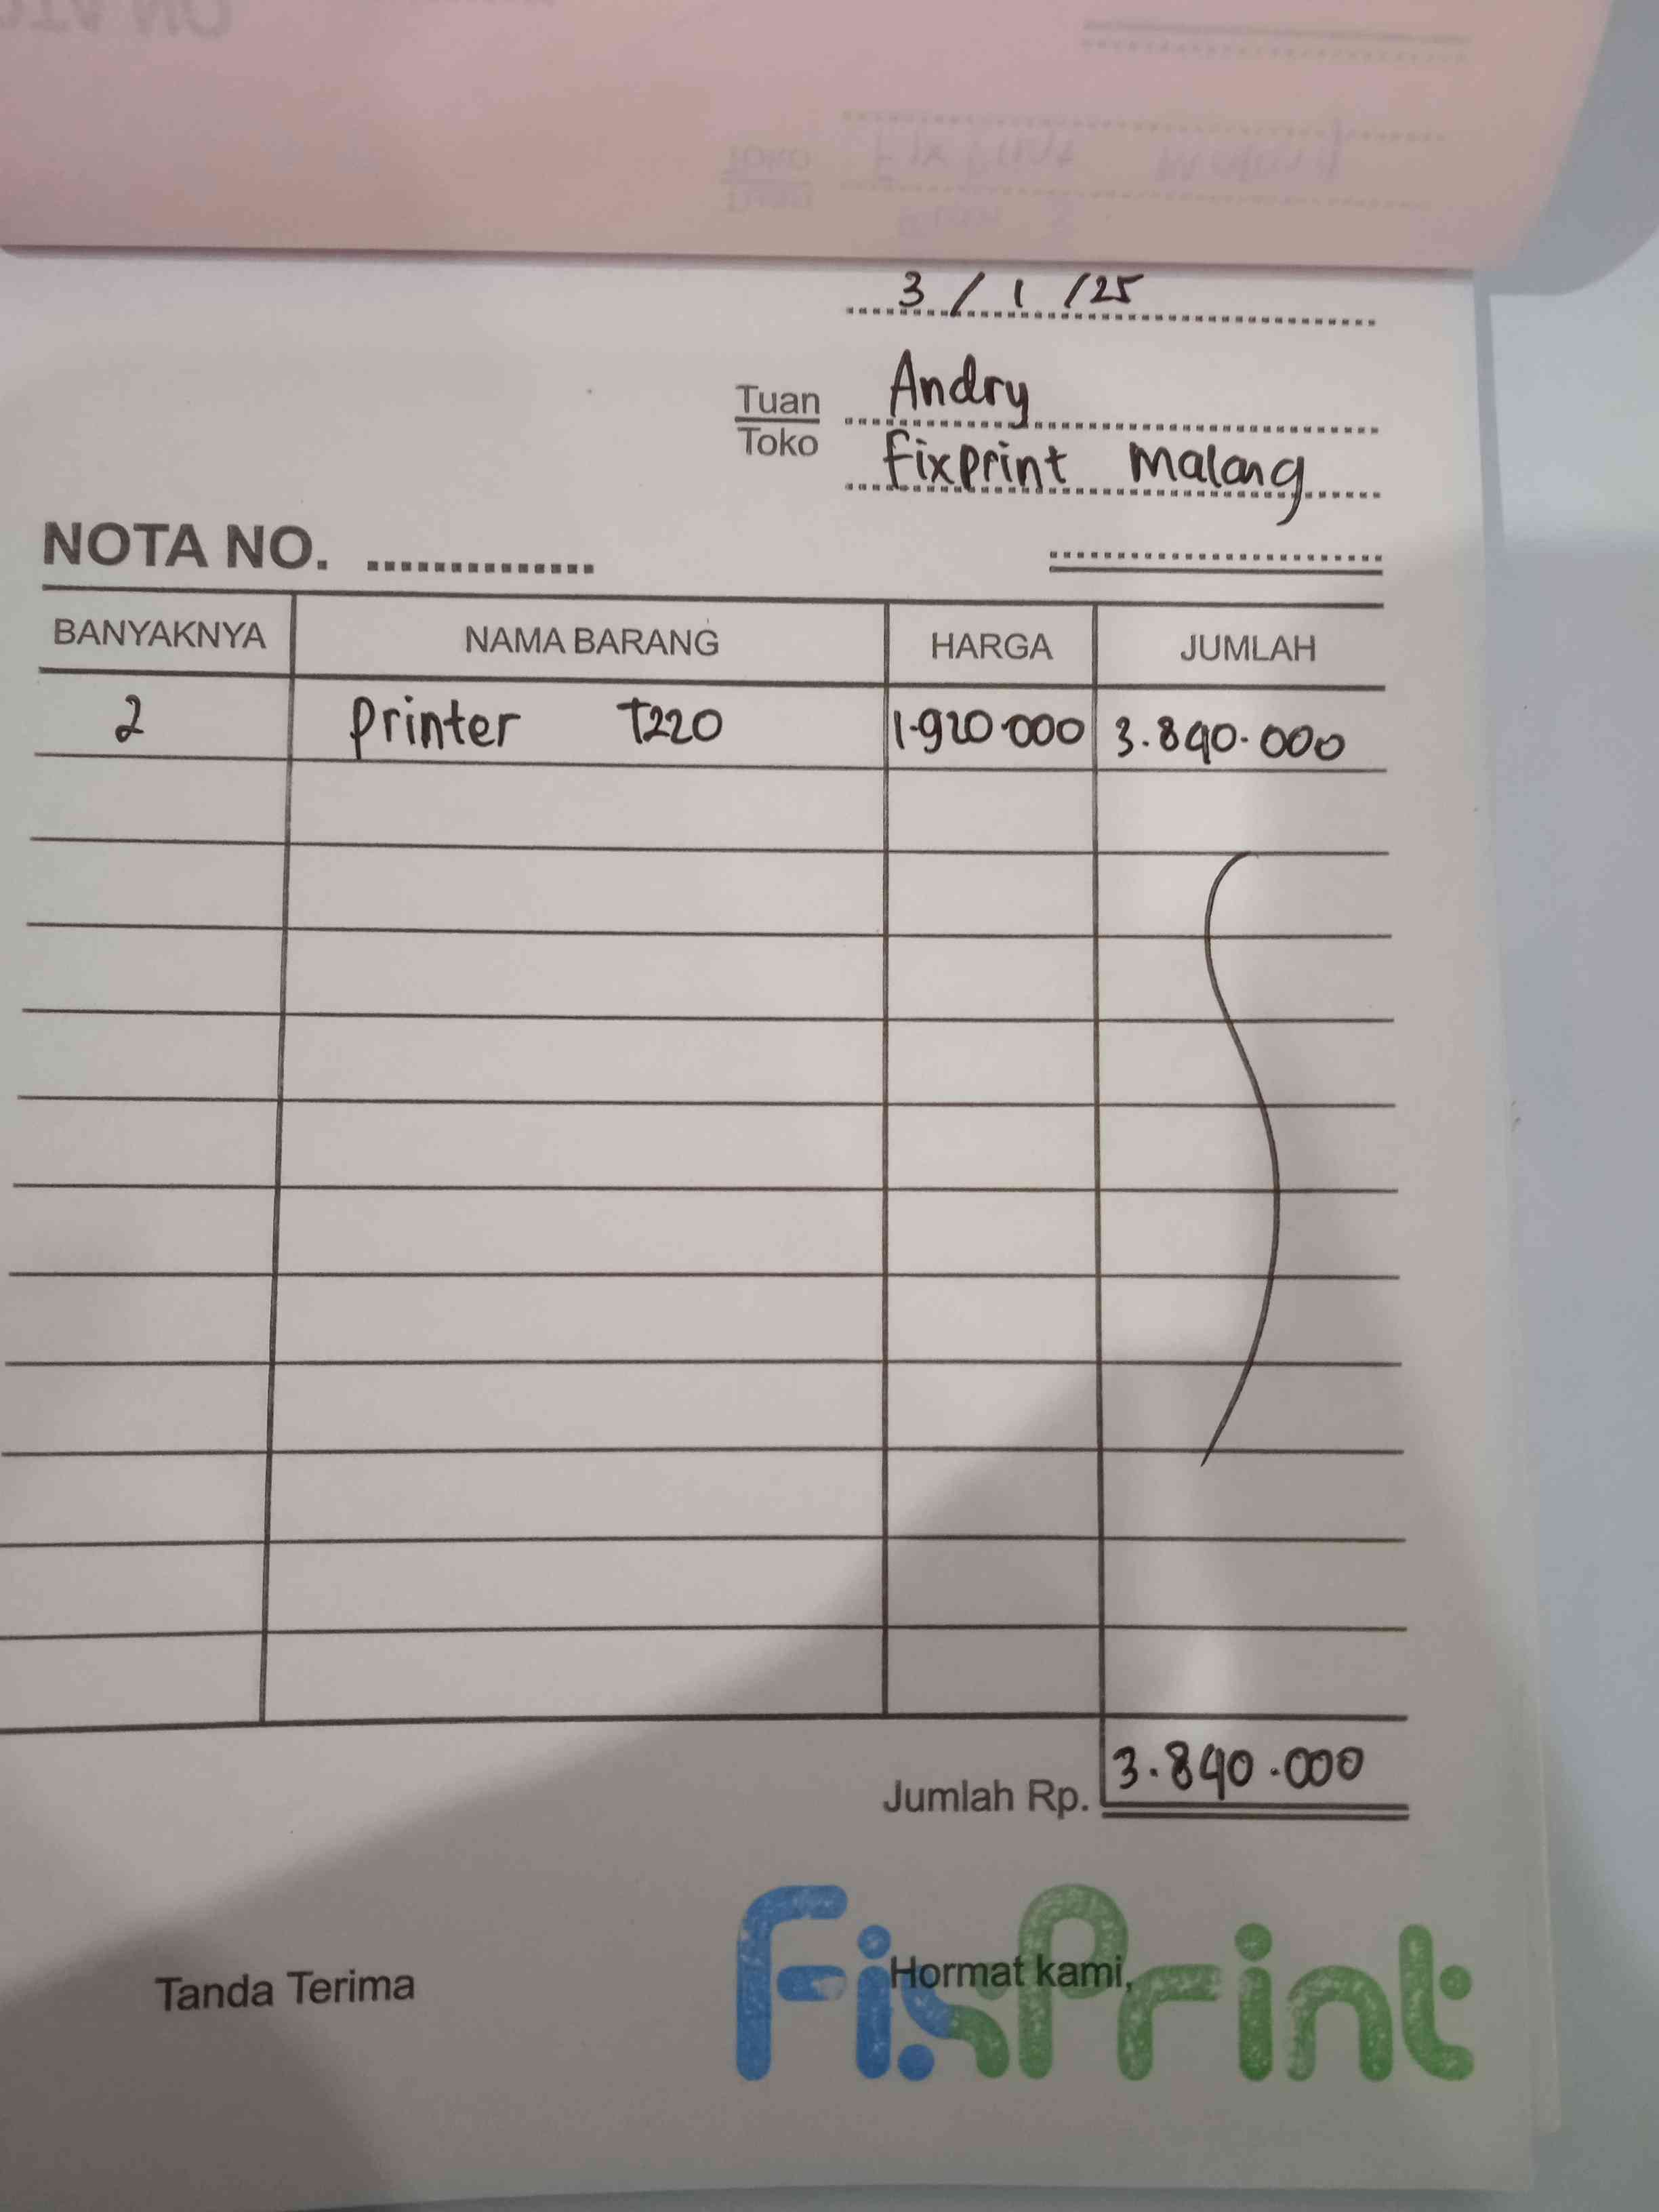 3 / 1 / 25
Tuan Andry
Toko Fixprint Malang
NOTA NO.
BANYAKNYA NAMA BARANG HARGA JUMLAH
2 Printer T220 1.920.000 3.840.000
Jumlah Rp. 3.840.000
Tanda Terima Hormat kami,
FixPrint